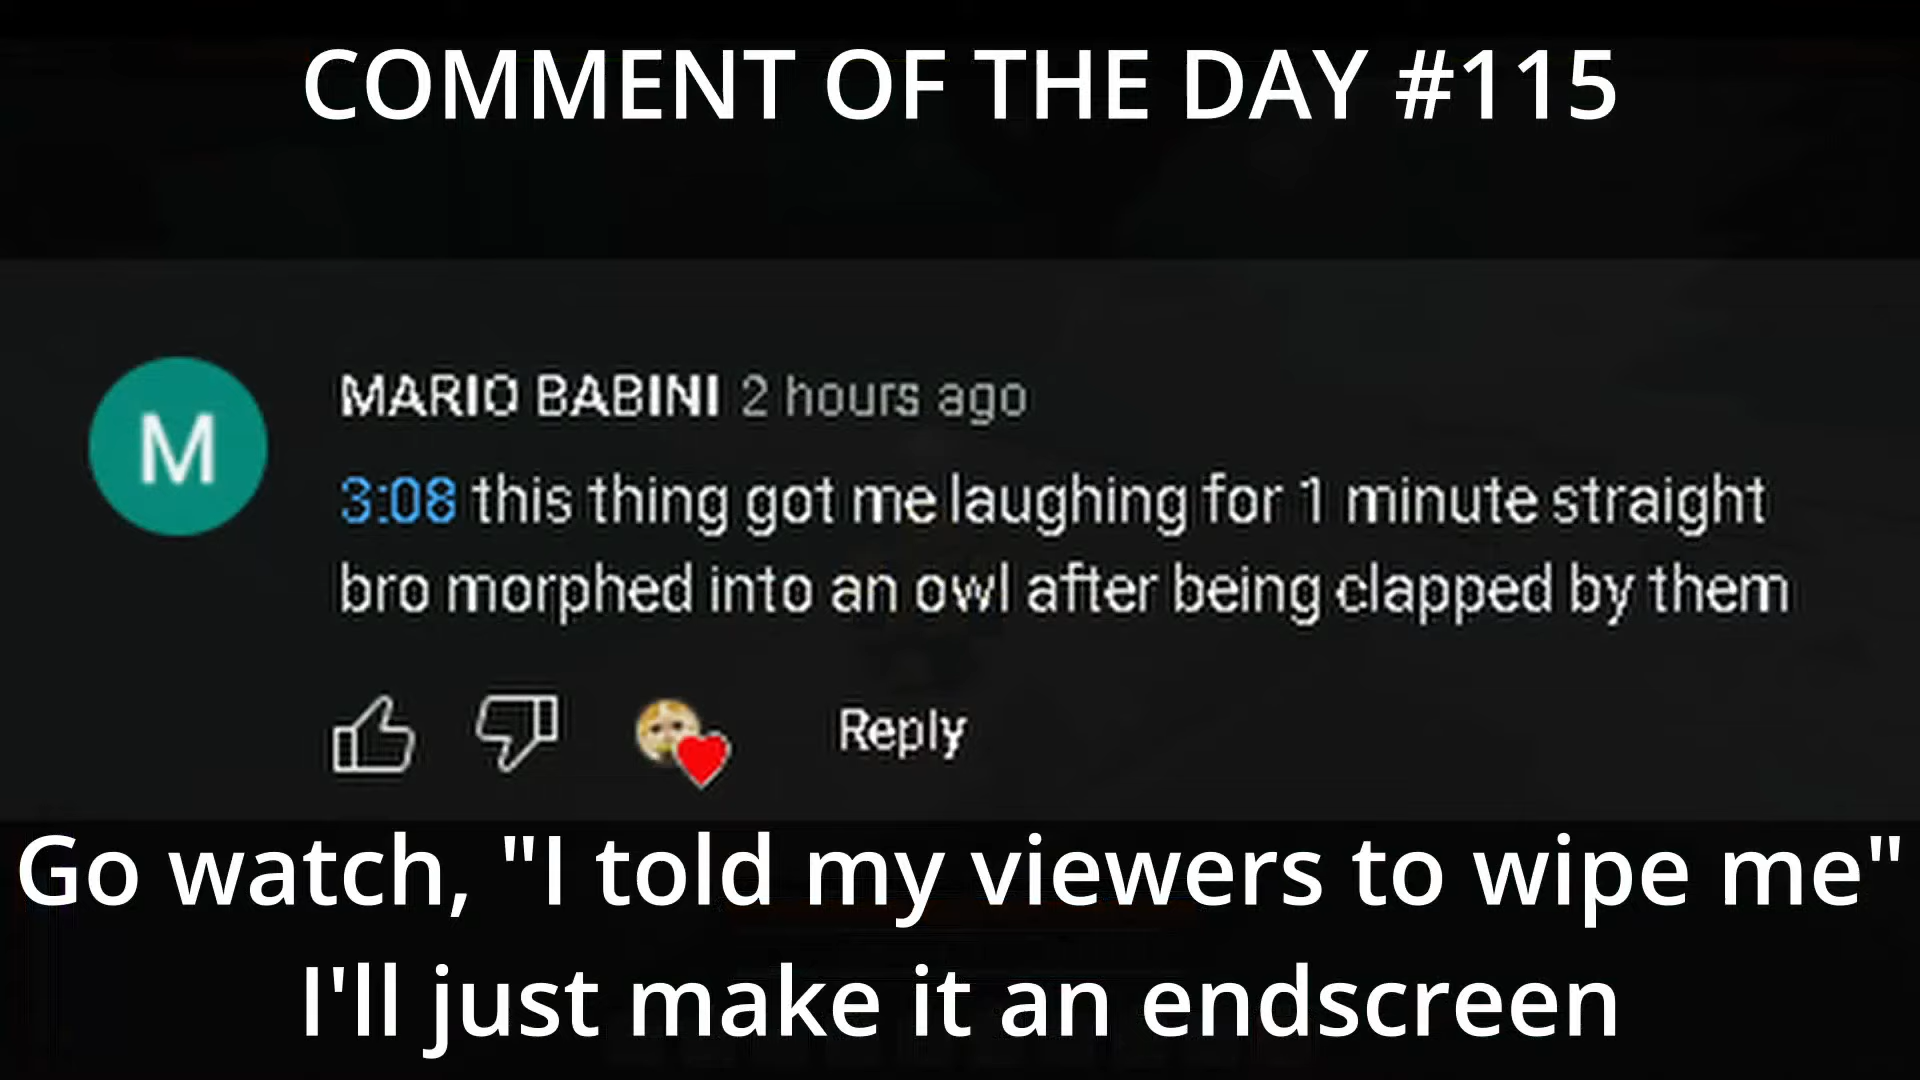 COMMENT OF THE DAY #115
M
MARIO BABINI 2 hours ago
3:08 this thing got me laughing for 1 minute straight
bro morphed into an owl after being clapped by them
Reply
Go watch, "I told my viewers to wipe me"
I'll just make it an endscreen